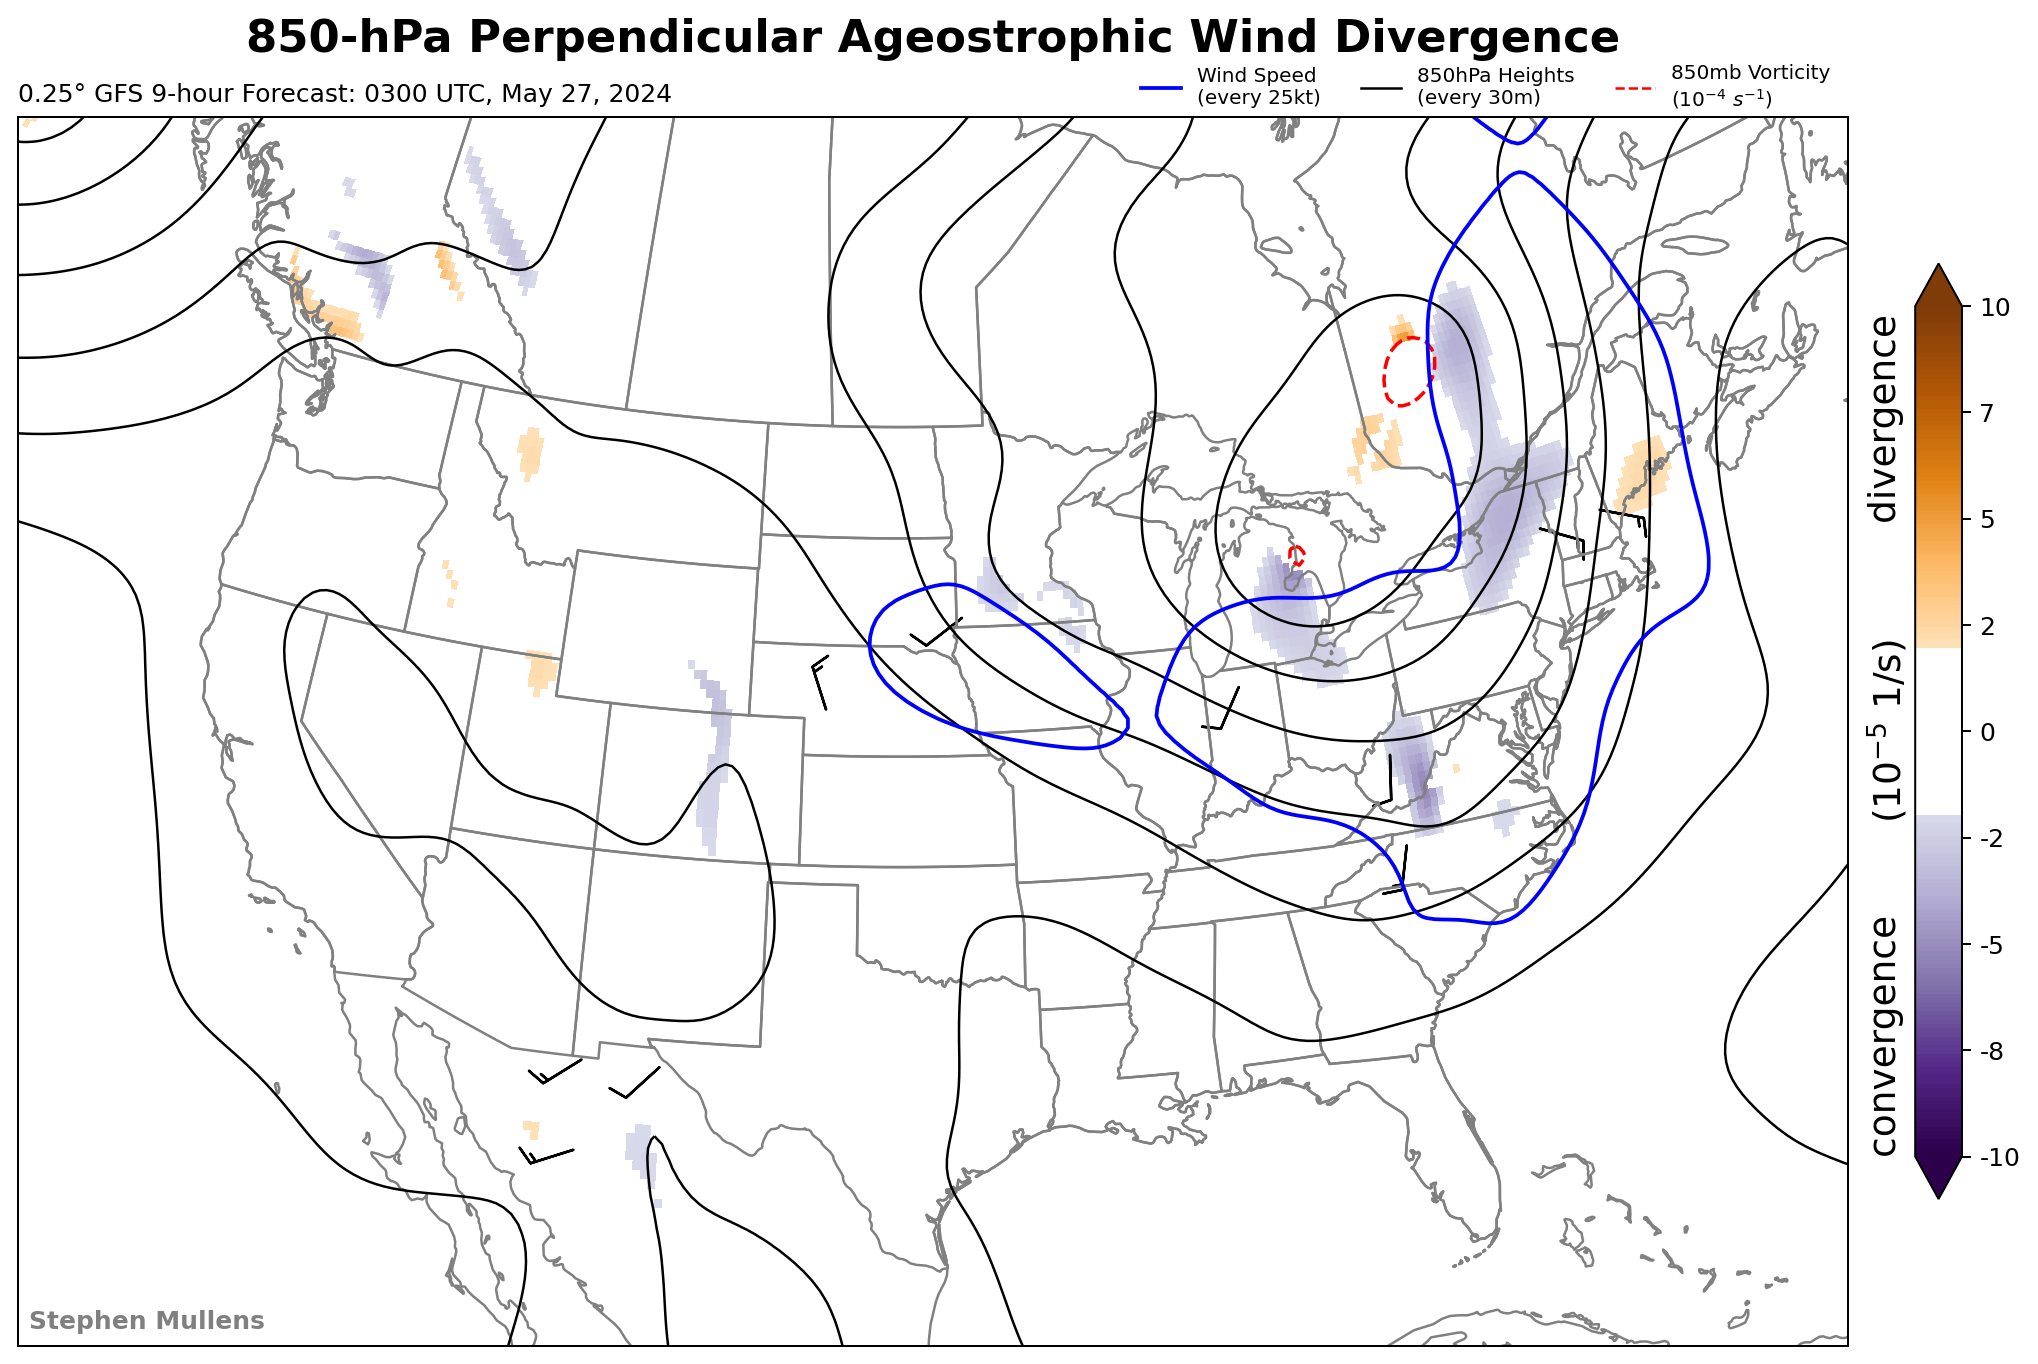 850-hPa Perpendicular Ageostrophic Wind Divergence
0.25° GFS 9-hour Forecast: 0300 UTC, May 27, 2024
Wind Speed
(every 25kt)
850hPa Heights
(every 30m)
850mb Vorticity
(10⁻⁴ s⁻¹)
convergence (10⁻⁵ 1/s) divergence
10
7
5
2
0
-2
-5
-8
-10
Stephen Mullens